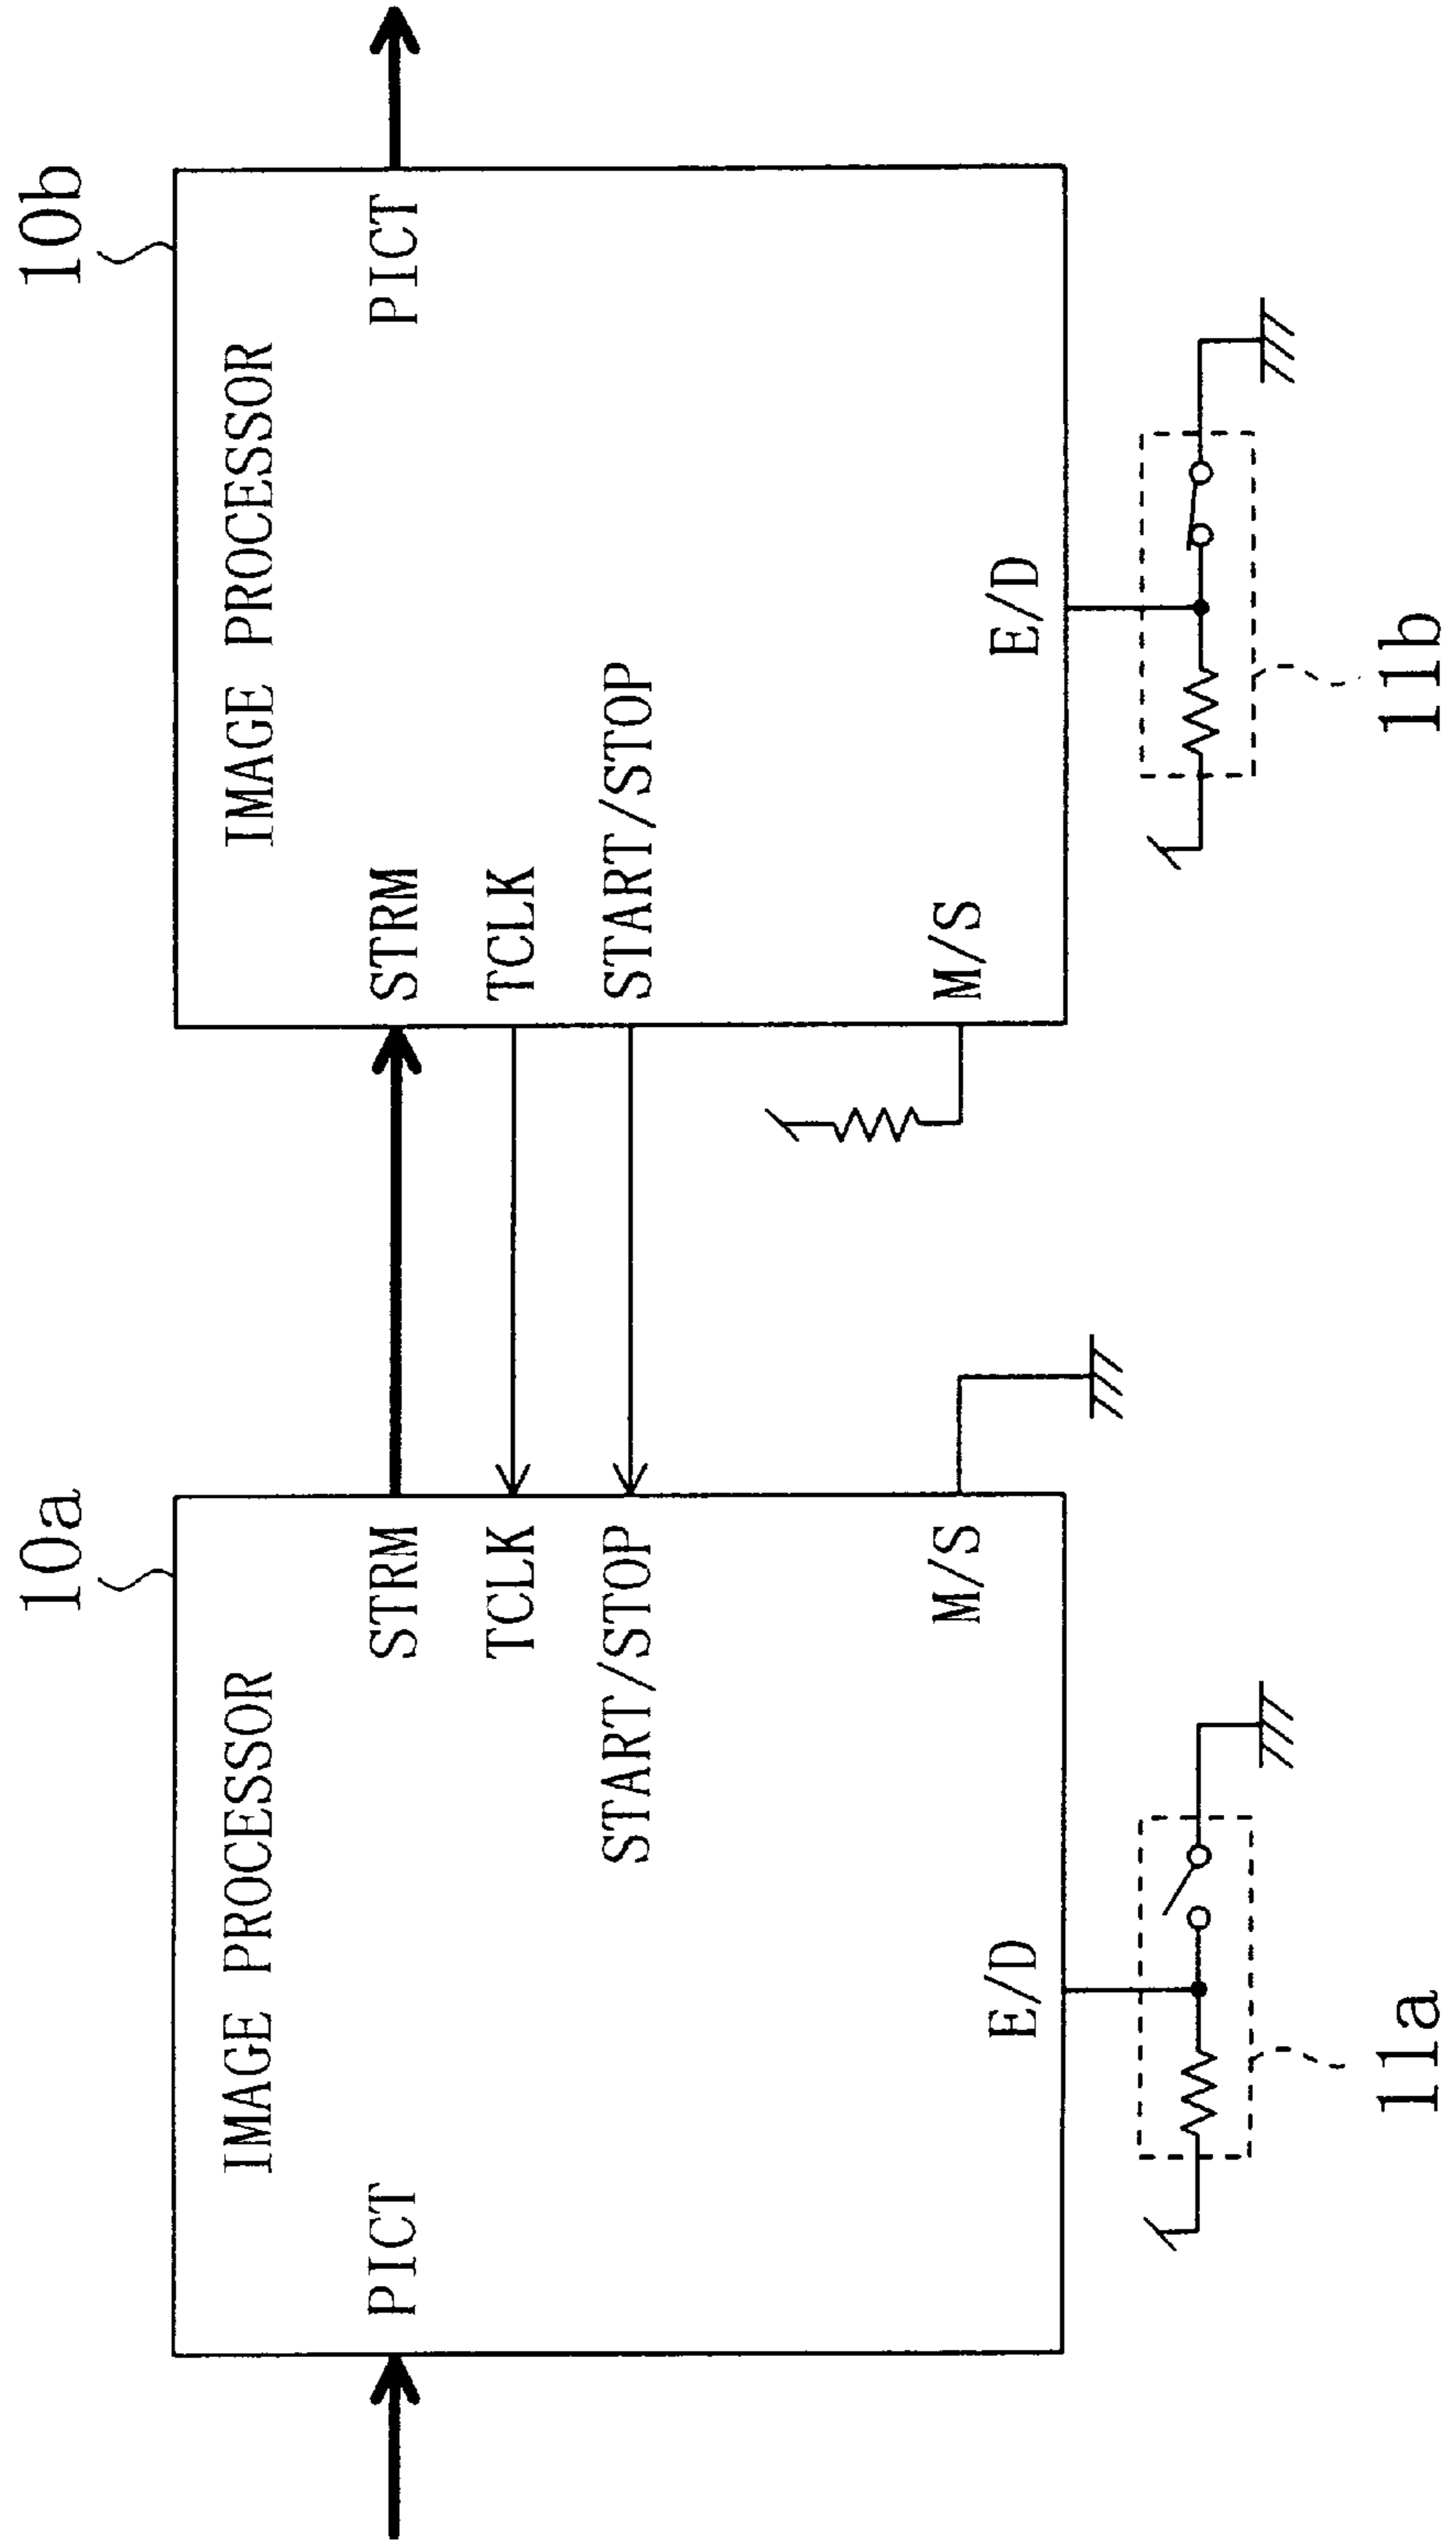 10a
IMAGE PROCESSOR
PICT
STRM
TCLK
START/STOP
M/S
E/D
11a
10b
IMAGE PROCESSOR
STRM
PICT
TCLK
START/STOP
M/S
E/D
11b